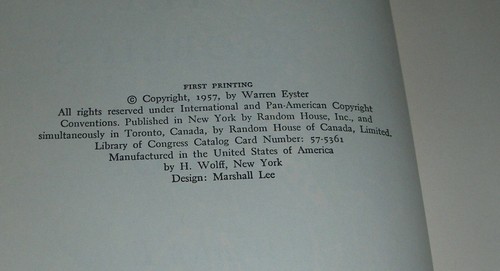 FIRST PRINTING
© Copyright, 1957, by Warren Eyster
All rights reserved under International and Pan-American Copyright
Conventions. Published in New York by Random House, Inc., and
simultaneously in Toronto, Canada, by Random House of Canada, Limited.
Library of Congress Catalog Card Number: 57-5361
Manufactured in the United States of America
by H. Wolff, New York
Design: Marshall Lee